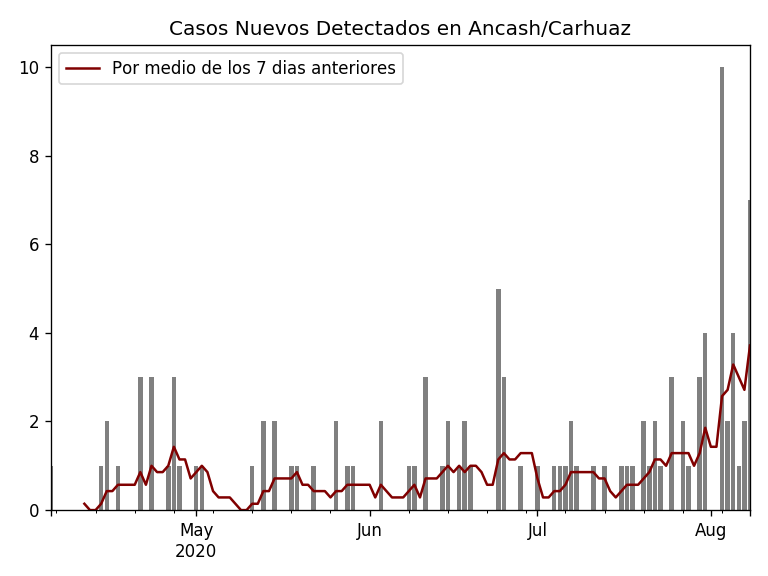 Casos Nuevos Detectados en Ancash/Carhuaz
Por medio de los 7 dias anteriores
10
8
6
4
2
0
May
2020
Jun
Jul
Aug